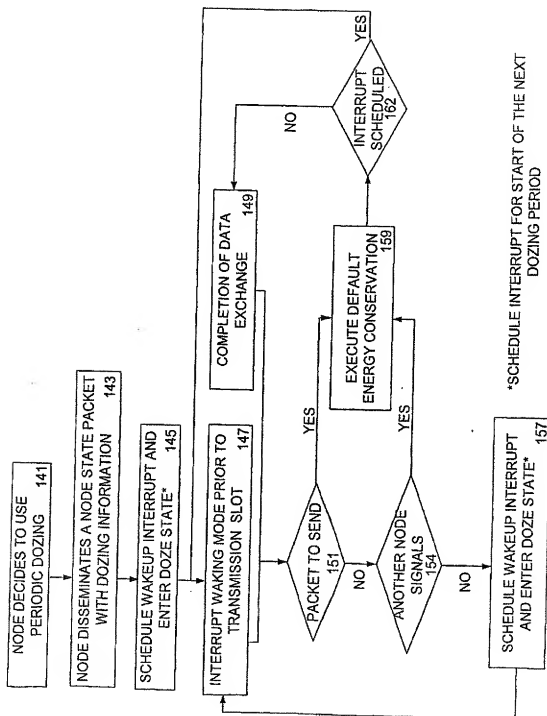 NODE DECIDES TO USE
PERIODIC DOZING 141
NODE DISSEMINATES A NODE STATE PACKET
WITH DOZING INFORMATION 143
SCHEDULE WAKEUP INTERRUPT AND
ENTER DOZE STATE* 145
INTERRUPT WAKING MODE PRIOR TO
TRANSMISSION SLOT 147
COMPLETION OF DATA
EXCHANGE 149
PACKET TO SEND
151
YES
NO
ANOTHER NODE
SIGNALS 154
YES
NO
SCHEDULE WAKEUP INTERRUPT
AND ENTER DOZE STATE* 157
EXECUTE DEFAULT
ENERGY CONSERVATION 159
INTERRUPT
SCHEDULED
162
NO
YES
*SCHEDULE INTERRUPT FOR START OF THE NEXT
DOZING PERIOD